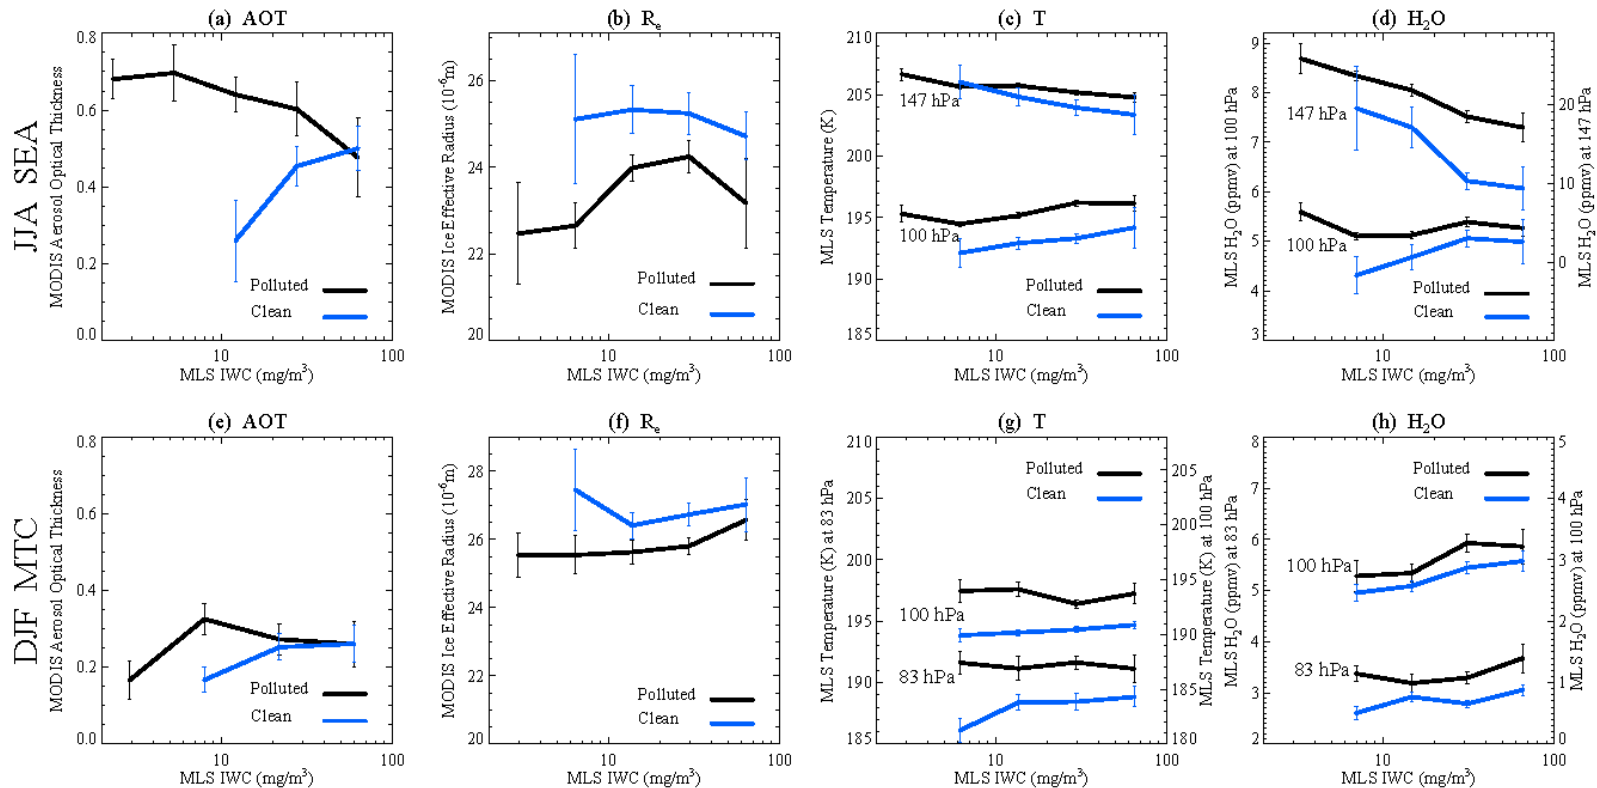 JJA SEA
(a) AOT
MODIS Aerosol Optical Thickness
0.8
0.6
0.4
0.2
0.0
10
100
MLS IWC (mg/m³)
Polluted
Clean
(b) Rₑ
MODIS Ice Effective Radius (10⁻⁶m)
26
24
22
20
10
100
MLS IWC (mg/m³)
Polluted
Clean
(c) T
MLS Temperature (K)
210
205
200
195
190
185
147 hPa
100 hPa
10
100
MLS IWC (mg/m³)
Polluted
Clean
(d) H₂O
MLS H₂O (ppmv) at 100 hPa
9
8
7
6
5
4
3
147 hPa
100 hPa
20
10
0
MLS H₂O (ppmv) at 147 hPa
10
100
MLS IWC (mg/m³)
Polluted
Clean
DJF MTC
(e) AOT
MODIS Aerosol Optical Thickness
0.8
0.6
0.4
0.2
0.0
10
100
MLS IWC (mg/m³)
Polluted
Clean
(f) Rₑ
MODIS Ice Effective Radius (10⁻⁶m)
28
26
24
22
20
10
100
MLS IWC (mg/m³)
Polluted
Clean
(g) T
MLS Temperature (K) at 83 hPa
210
205
200
195
190
185
100 hPa
83 hPa
205
200
195
190
185
180
MLS Temperature (K) at 100 hPa
10
100
MLS IWC (mg/m³)
Polluted
Clean
(h) H₂O
MLS H₂O (ppmv) at 83 hPa
8
7
6
5
4
3
2
100 hPa
83 hPa
5
4
3
2
1
0
MLS H₂O (ppmv) at 100 hPa
10
100
MLS IWC (mg/m³)
Polluted
Clean